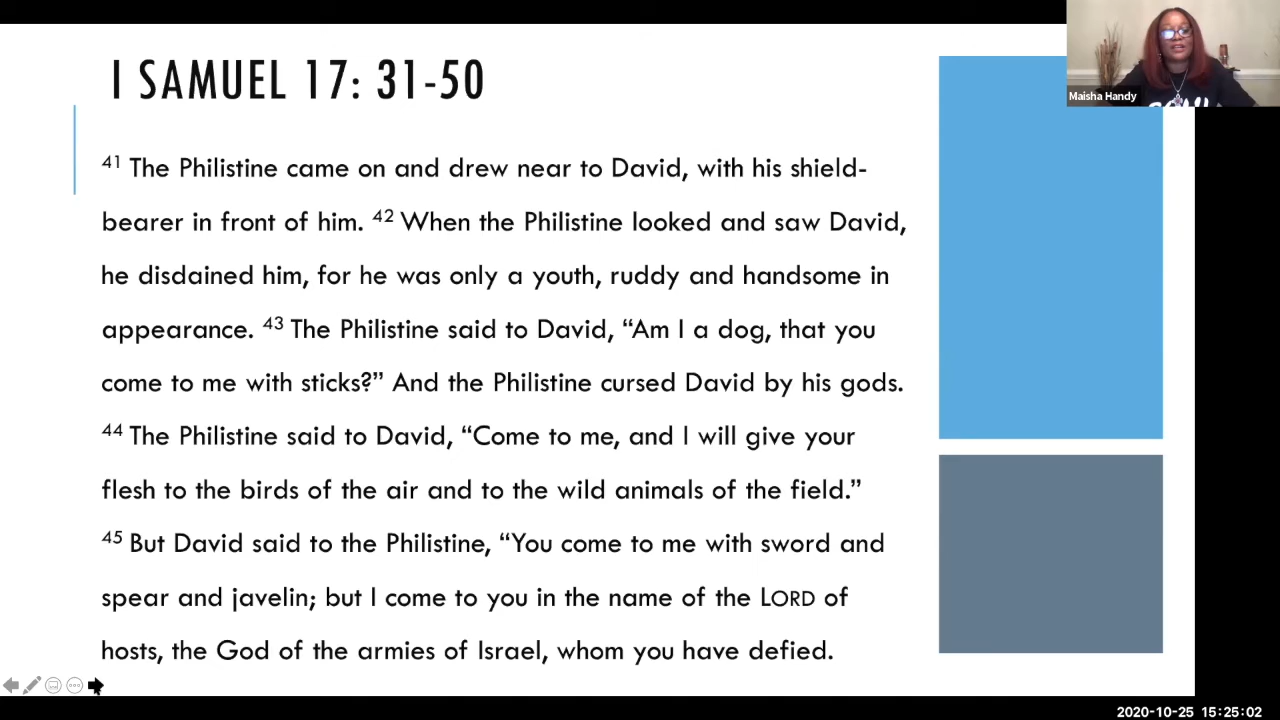 I SAMUEL 17: 31-50
Maisha Handy
41 The Philistine came on and drew near to David, with his shield-
bearer in front of him. 42 When the Philistine looked and saw David,
he disdained him, for he was only a youth, ruddy and handsome in
appearance. 43 The Philistine said to David, “Am I a dog, that you
come to me with sticks?” And the Philistine cursed David by his gods.
44 The Philistine said to David, “Come to me, and I will give your
flesh to the birds of the air and to the wild animals of the field.”
45 But David said to the Philistine, “You come to me with sword and
spear and javelin; but I come to you in the name of the LORD of
hosts, the God of the armies of Israel, whom you have defied.
2020-10-25 15:25:02